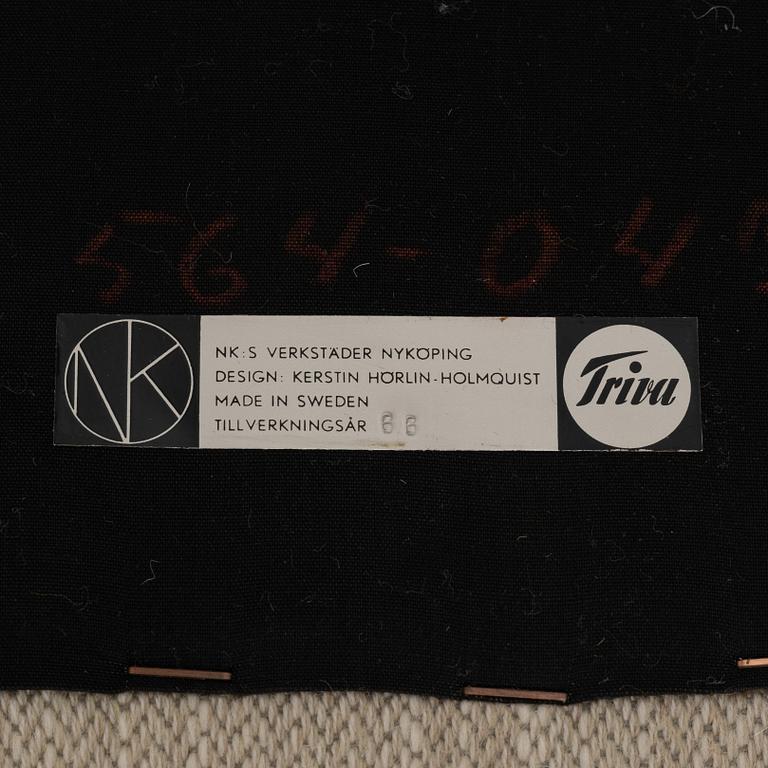 564-04
NK
NK:S VERKSTÄDER NYKÖPING
DESIGN: KERSTIN HÖRLIN-HOLMQUIST
MADE IN SWEDEN
TILLVERKNINGSÅR 66
Triva